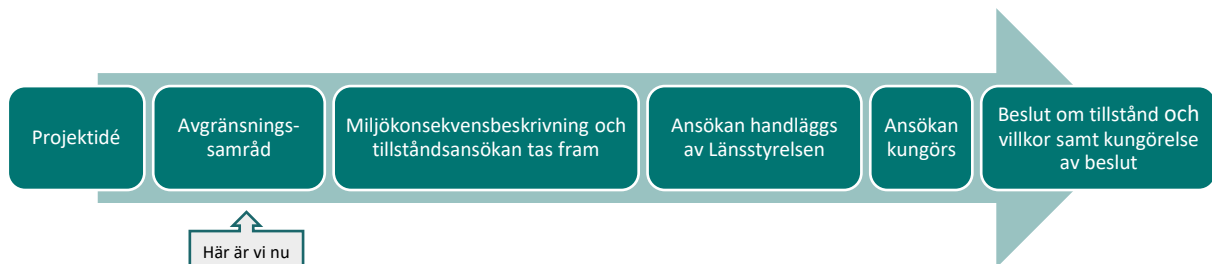 Projektidé
Avgränsnings-
samråd
Miljökonsekvensbeskrivning och
tillståndsansökan tas fram
Ansökan handläggs
av Länsstyrelsen
Ansökan
kungörs
Beslut om tillstånd och
villkor samt kungörelse
av beslut
Här är vi nu